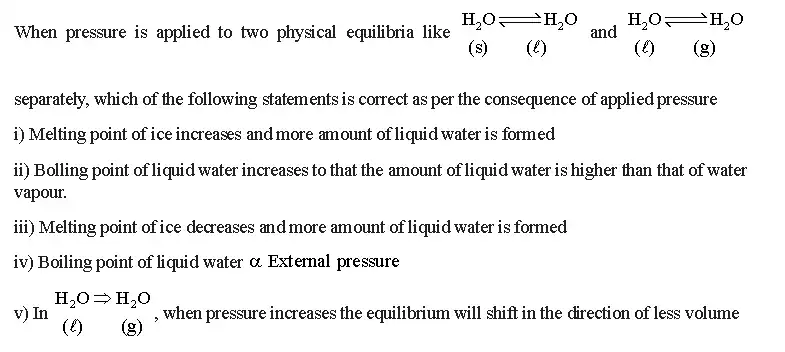 When pressure is applied to two physical equilibria like H₂O(s) ⇌ H₂O(ℓ) and H₂O(ℓ) ⇌ H₂O(g)
separately, which of the following statements is correct as per the consequence of applied pressure
i) Melting point of ice increases and more amount of liquid water is formed
ii) Bolling point of liquid water increases to that the amount of liquid water is higher than that of water
vapour.
iii) Melting point of ice decreases and more amount of liquid water is formed
iv) Boiling point of liquid water α External pressure
v) In H₂O(ℓ) ⇒ H₂O(g), when pressure increases the equilibrium will shift in the direction of less volume